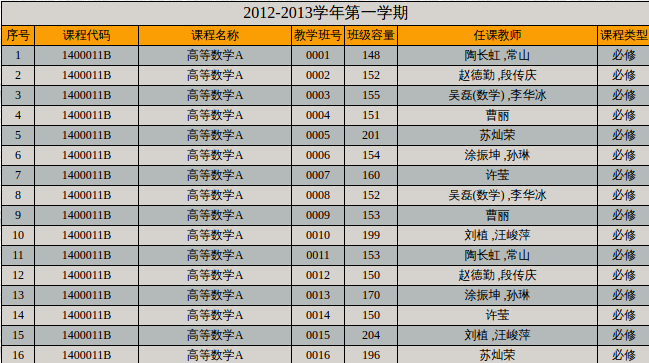 2012-2013学年第一学期
序号 课程代码 课程名称 教学班号 班级容量 任课教师 课程类型
1 1400011B 高等数学A 0001 148 陶长虹 ,常山 必修
2 1400011B 高等数学A 0002 152 赵德勤 ,段传庆 必修
3 1400011B 高等数学A 0003 155 吴磊(数学) ,李华冰 必修
4 1400011B 高等数学A 0004 151 曹丽 必修
5 1400011B 高等数学A 0005 201 苏灿荣 必修
6 1400011B 高等数学A 0006 154 涂振坤 ,孙琳 必修
7 1400011B 高等数学A 0007 160 许莹 必修
8 1400011B 高等数学A 0008 152 吴磊(数学) ,李华冰 必修
9 1400011B 高等数学A 0009 153 曹丽 必修
10 1400011B 高等数学A 0010 199 刘植 ,汪峻萍 必修
11 1400011B 高等数学A 0011 153 陶长虹 ,常山 必修
12 1400011B 高等数学A 0012 150 赵德勤 ,段传庆 必修
13 1400011B 高等数学A 0013 170 涂振坤 ,孙琳 必修
14 1400011B 高等数学A 0014 150 许莹 必修
15 1400011B 高等数学A 0015 204 刘植 ,汪峻萍 必修
16 1400011B 高等数学A 0016 196 苏灿荣 必修